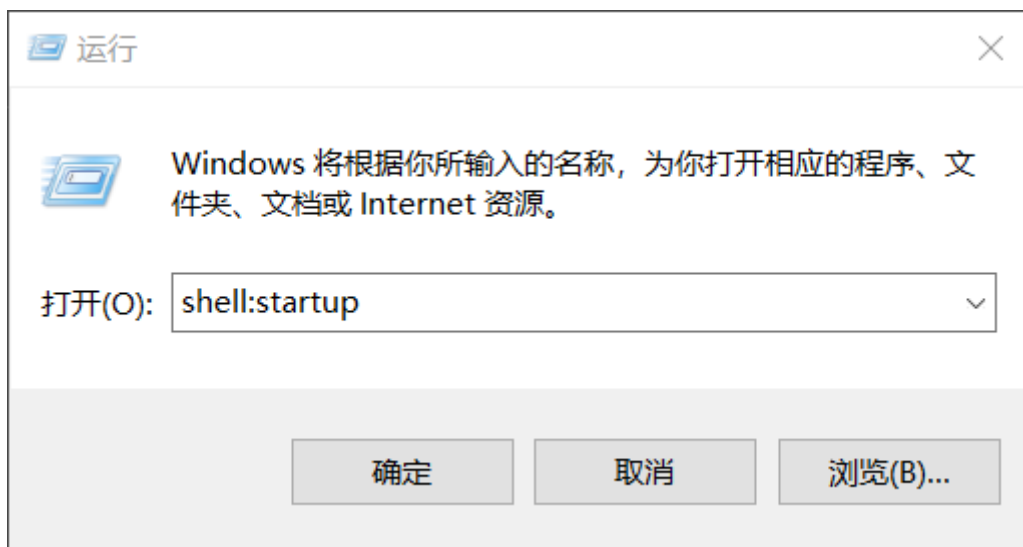 运行
Windows 将根据你所输入的名称，为你打开相应的程序、文
件夹、文档或 Internet 资源。
打开(O): shell:startup
确定 取消 浏览(B)...